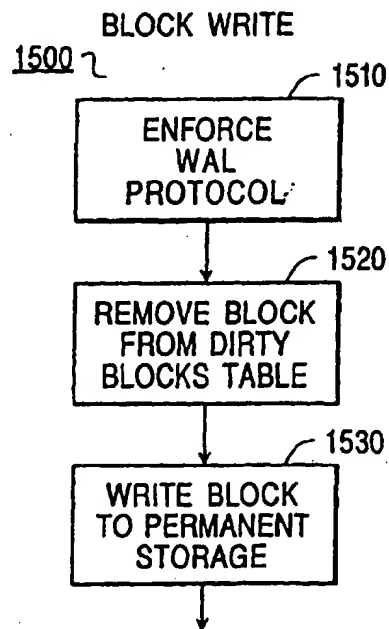 BLOCK WRITE
1500
1510
ENFORCE
WAL
PROTOCOL
1520
REMOVE BLOCK
FROM DIRTY
BLOCKS TABLE
1530
WRITE BLOCK
TO PERMANENT
STORAGE